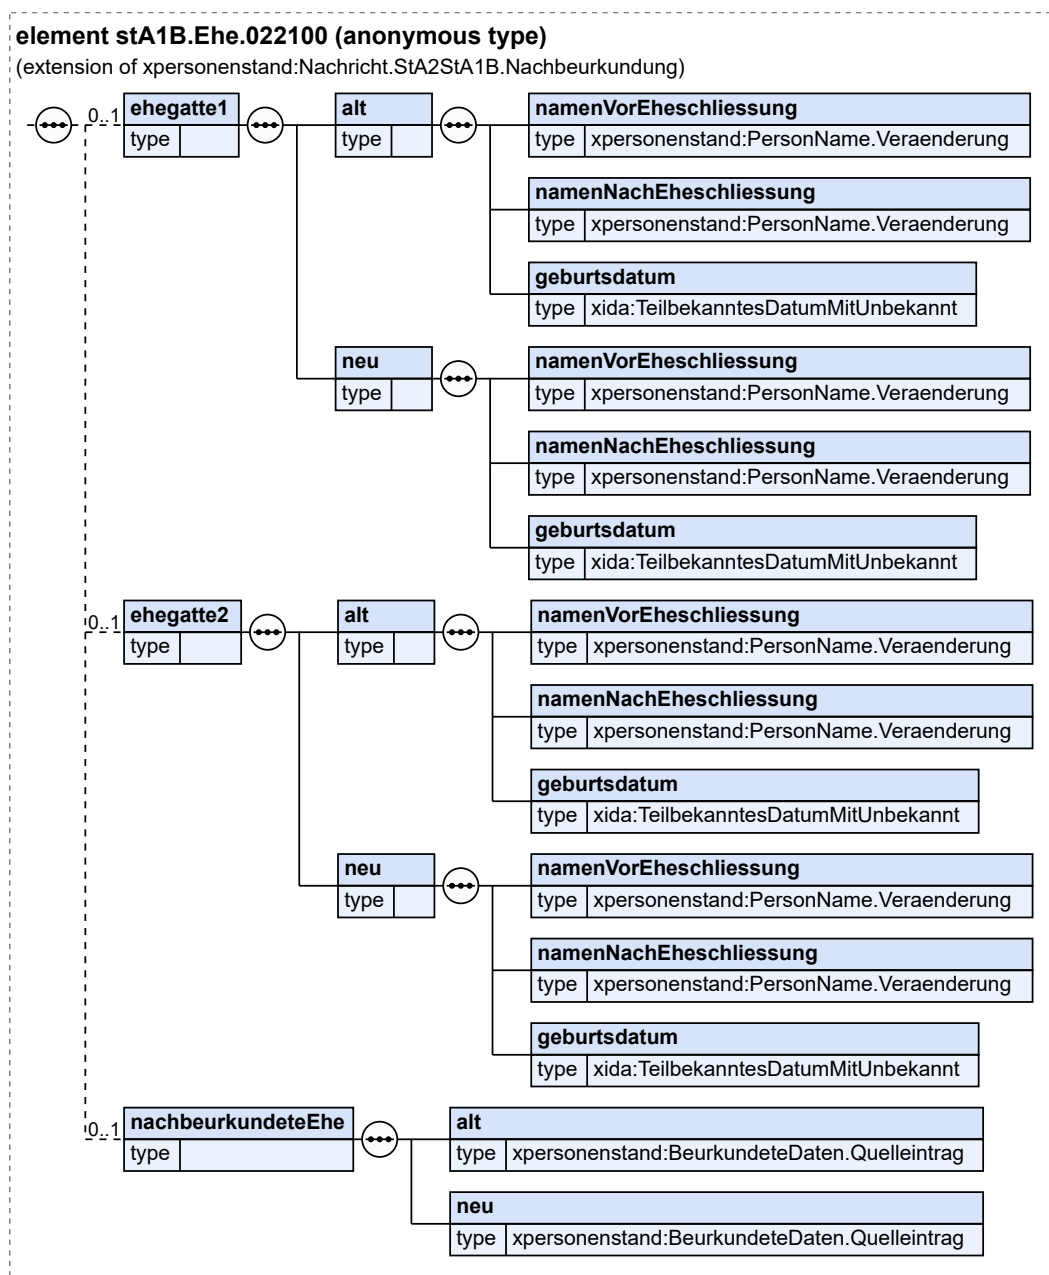 element stA1B.Ehe.022100 (anonymous type)
(extension of xpersonenstand:Nachricht.StA2StA1B.Nachbeurkundung)
0..1
ehegatte1
type
alt
type
namenVorEheschliessung
type xpersonenstand:PersonName.Veraenderung
namenNachEheschliessung
type xpersonenstand:PersonName.Veraenderung
geburtsdatum
type xida:TeilbekanntesDatumMitUnbekannt
neu
type
namenVorEheschliessung
type xpersonenstand:PersonName.Veraenderung
namenNachEheschliessung
type xpersonenstand:PersonName.Veraenderung
geburtsdatum
type xida:TeilbekanntesDatumMitUnbekannt
0..1
ehegatte2
type
alt
type
namenVorEheschliessung
type xpersonenstand:PersonName.Veraenderung
namenNachEheschliessung
type xpersonenstand:PersonName.Veraenderung
geburtsdatum
type xida:TeilbekanntesDatumMitUnbekannt
neu
type
namenVorEheschliessung
type xpersonenstand:PersonName.Veraenderung
namenNachEheschliessung
type xpersonenstand:PersonName.Veraenderung
geburtsdatum
type xida:TeilbekanntesDatumMitUnbekannt
0..1
nachbeurkundeteEhe
type
alt
type xpersonenstand:BeurkundeteDaten.Quelleintrag
neu
type xpersonenstand:BeurkundeteDaten.Quelleintrag